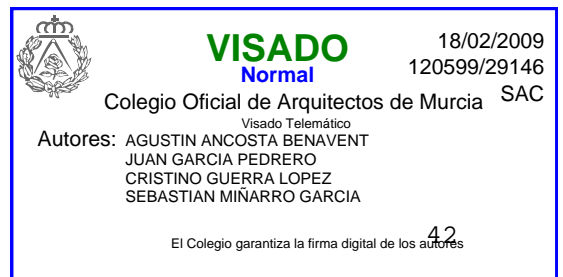 VISADO
18/02/2009
Normal
120599/29146
Colegio Oficial de Arquitectos de Murcia
SAC
Visado Telemático
Autores: AGUSTIN ANCOSTA BENAVENT
JUAN GARCIA PEDRERO
CRISTINO GUERRA LOPEZ
SEBASTIAN MIÑARRO GARCIA
El Colegio garantiza la firma digital de los autores
42